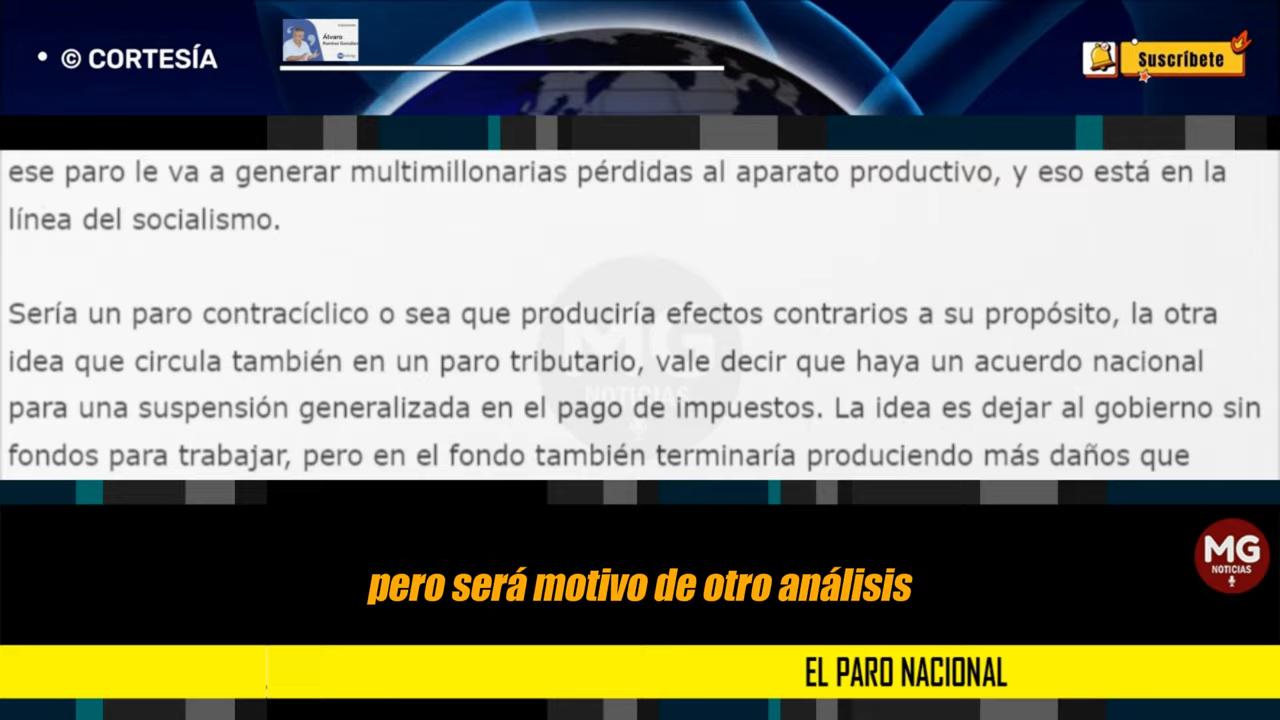 • © CORTESÍA
Álvaro
Suscríbete
ese paro le va a generar multimillonarias pérdidas al aparato productivo, y eso está en la
línea del socialismo.
Sería un paro contracíclico o sea que produciría efectos contrarios a su propósito, la otra
idea que circula también en un paro tributario, vale decir que haya un acuerdo nacional
para una suspensión generalizada en el pago de impuestos. La idea es dejar al gobierno sin
fondos para trabajar, pero en el fondo también terminaría produciendo más daños que
MG
NOTICIAS
pero será motivo de otro análisis
MG
NOTICIAS
EL PARO NACIONAL